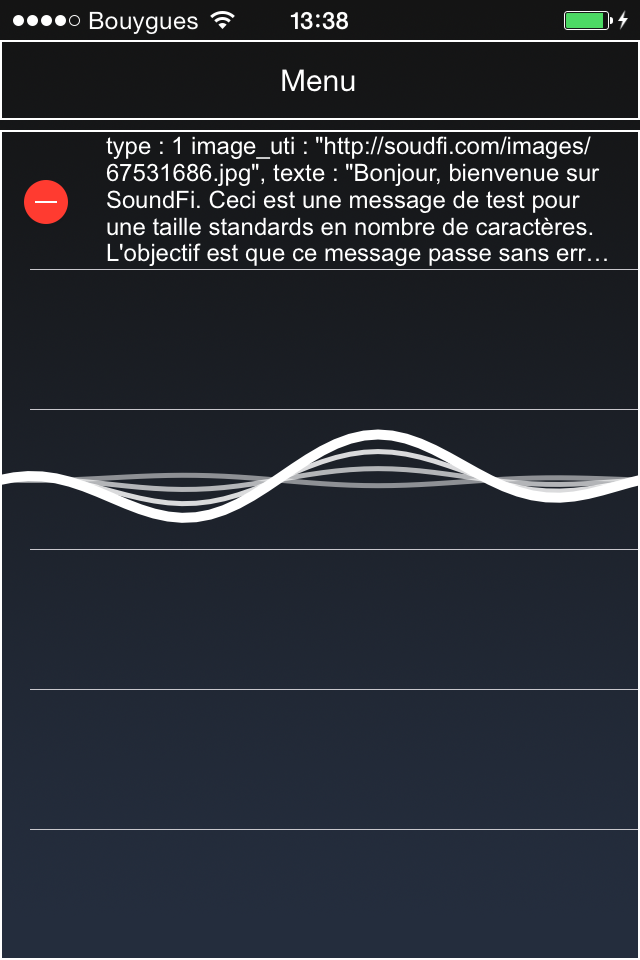 Bouygues 13:38
Menu
type : 1 image_uti : "http://soudfi.com/images/
67531686.jpg", texte : "Bonjour, bienvenue sur
SoundFi. Ceci est une message de test pour
une taille standards en nombre de caractères.
L'objectif est que ce message passe sans err…